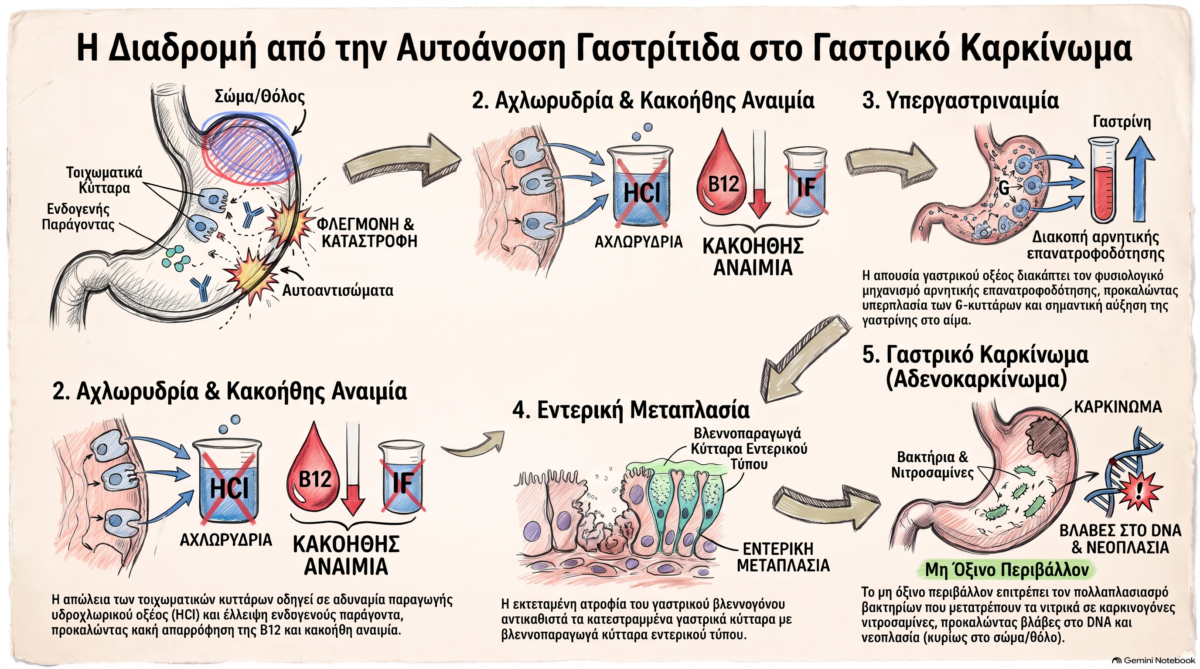 Η Διαδρομή από την Αυτοάνοση Γαστρίτιδα στο Γαστρικό Καρκίνωμα
Σώμα/Θόλος
Τοιχωματικά
Κύτταρα
Ενδογενής
Παράγοντας
ΦΛΕΓΜΟΝΗ &
ΚΑΤΑΣΤΡΟΦΗ
Αυτοαντισώματα
2. Αχλωρυδρία & Κακοήθης Αναιμία
HCl
ΑΧΛΩΡΥΔΡΙΑ
B12
IF
ΚΑΚΟΗΘΗΣ
ΑΝΑΙΜΙΑ
3. Υπεργαστριναιμία
Γαστρίνη
G
Διακοπή αρνητικής
επανατροφοδότησης
Η απουσία γαστρικού οξέος διακάπτει τον φυσιολογικό
μηχανισμό αρνητικής επανατροφοδότησης, προκαλώντας
υπερπλασία των G-κυττάρων και σημαντική αύξηση της
γαστρίνης στο αίμα.
2. Αχλωρυδρία & Κακοήθης Αναιμία
HCl
ΑΧΛΩΡΥΔΡΙΑ
B12
IF
ΚΑΚΟΗΘΗΣ
ΑΝΑΙΜΙΑ
Η απώλεια των τοιχωματικών κυττάρων οδηγεί σε αδυναμία παραγωγής
υδροχλωρικού οξέος (HCl) και έλλειψη ενδογενούς παράγοντα,
προκαλώντας κακή απορρόφηση της B12 και κακοήθη αναιμία.
4. Εντερική Μεταπλασία
Βλεννοπαραγωγά
Κύτταρα Εντερικού
Τύπου
ΕΝΤΕΡΙΚΗ
ΜΕΤΑΠΛΑΣΙΑ
Η εκτεταμένη ατροφία του γαστρικού βλεννογόνου
αντικαθιστά τα κατεστραμμένα γαστρικά κύτταρα με
βλεννοπαραγωγά κύτταρα εντερικού τύπου.
5. Γαστρικό Καρκίνωμα
(Αδενοκαρκίνωμα)
ΚΑΡΚΙΝΩΜΑ
Βακτήρια &
Νιτροσαμίνες
ΒΛΑΒΕΣ ΣΤΟ DNA
& ΝΕΟΠΛΑΣΙΑ
Μη Όξινο Περιβάλλον
Το μη όξινο περιβάλλον επιτρέπει τον πολλαπλασιασμό
βακτηρίων που μετατρέπουν τα νιτρικά σε καρκινογόνες
νιτροσαμίνες, προκαλώντας βλάβες στο DNA και
νεοπλασία (κυρίως στο σώμα/θόλο).
Gemini Notebook